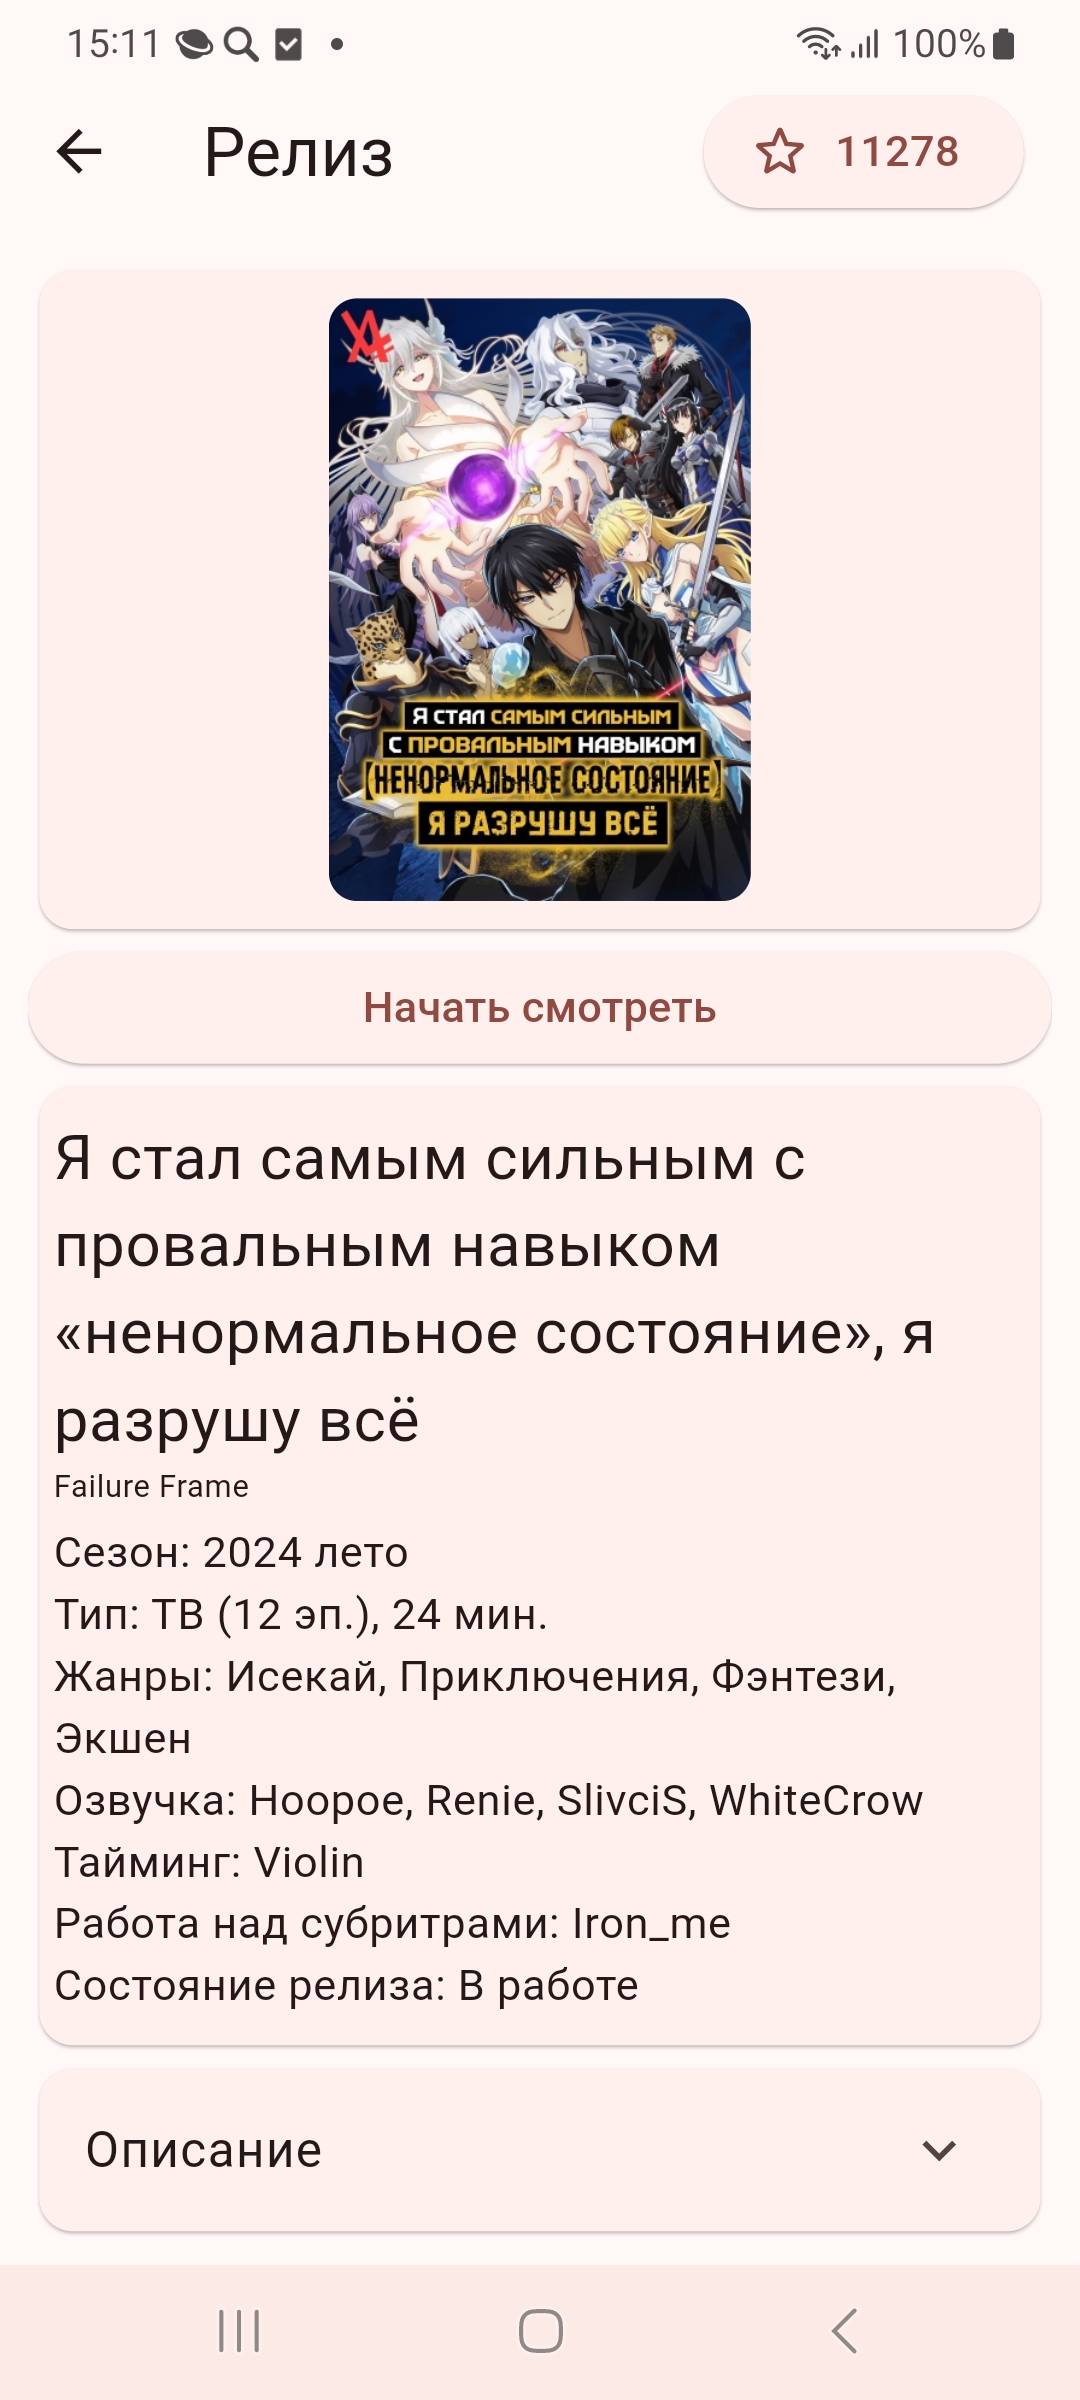 15:11
100%
Релиз
11278
Я СТАЛ САМЫМ СИЛЬНЫМ
С ПРОВАЛЬНЫМ НАВЫКОМ
【НЕНОРМАЛЬНОЕ СОСТОЯНИЕ】
Я РАЗРУШУ ВСЁ
Начать смотреть
Я стал самым сильным с
провальным навыком
«ненормальное состояние», я
разрушу всё
Failure Frame
Сезон: 2024 лето
Тип: ТВ (12 эп.), 24 мин.
Жанры: Исекай, Приключения, Фэнтези,
Экшен
Озвучка: Hoopoe, Renie, SlivciS, WhiteCrow
Тайминг: Violin
Работа над субритрами: Iron_me
Состояние релиза: В работе
Описание